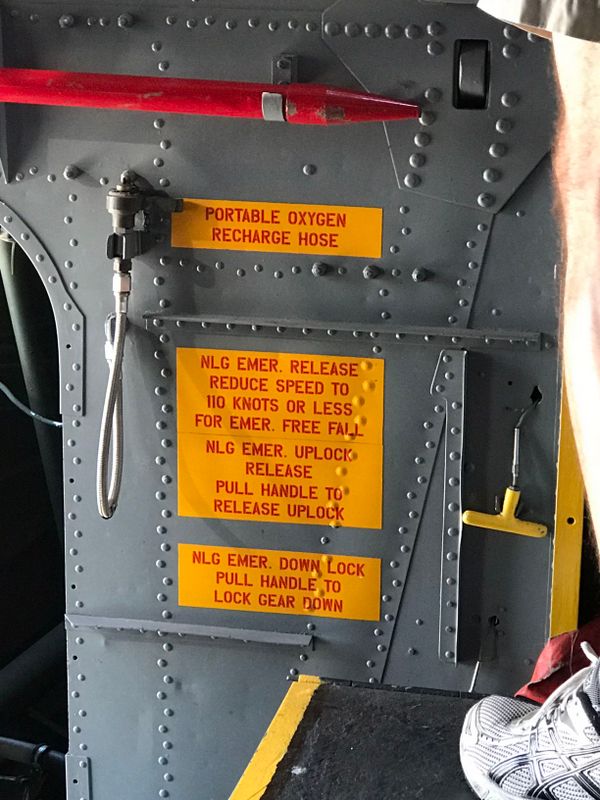 PORTABLE OXYGEN
RECHARGE HOSE
NLG EMER. RELEASE
REDUCE SPEED TO
110 KNOTS OR LESS
FOR EMER. FREE FALL
NLG EMER. UPLOCK
RELEASE
PULL HANDLE TO
RELEASE UPLOCK
NLG EMER. DOWN LOCK
PULL HANDLE TO
LOCK GEAR DOWN